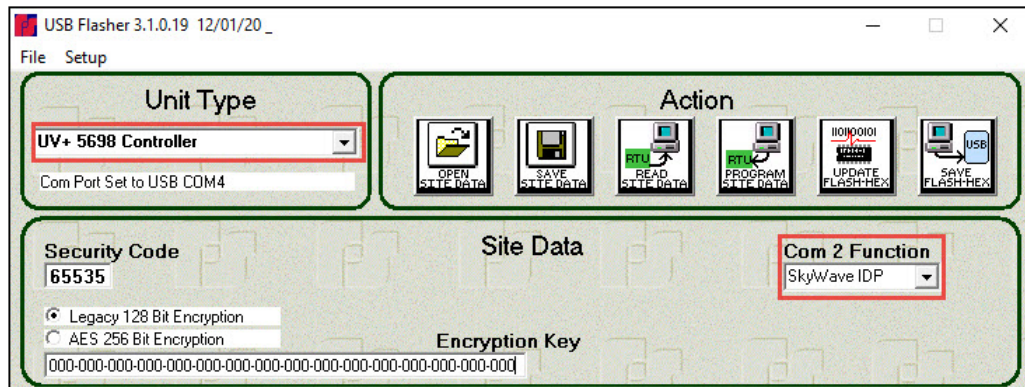 USB Flasher 3.1.0.19 12/01/20 _
File Setup
Unit Type
UV+ 5698 Controller
Com Port Set to USB COM4
Action
OPEN
SITE DATA
SAVE
SITE DATA
RTU
READ
SITE DATA
RTU
PROGRAM
SITE DATA
101100101
UPDATE
FLASH-HEX
USB
SAVE
FLASH-HEX
Security Code
65535
Site Data
Com 2 Function
SkyWave IDP
Legacy 128 Bit Encryption
AES 256 Bit Encryption
Encryption Key
000-000-000-000-000-000-000-000-000-000-000-000-000-000-000-000